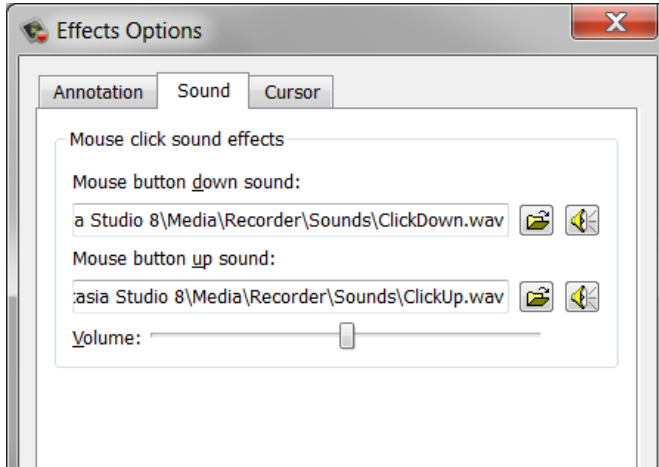 Effects Options
Annotation Sound Cursor
Mouse click sound effects
Mouse button down sound:
a Studio 8\Media\Recorder\Sounds\ClickDown.wav
Mouse button up sound:
tasia Studio 8\Media\Recorder\Sounds\ClickUp.wav
Volume: